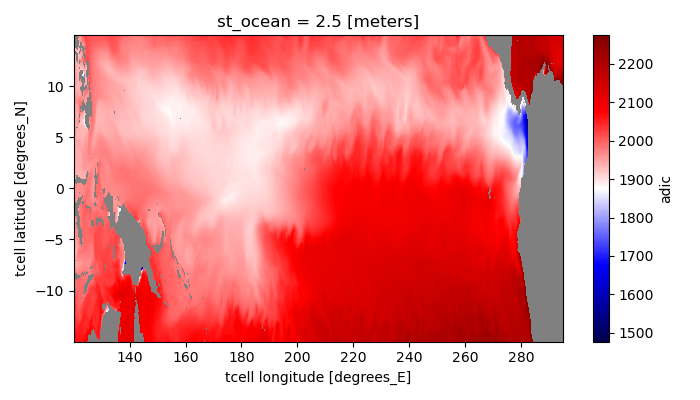 st_ocean = 2.5 [meters]
10
5
0
−5
−10
tcell latitude [degrees_N]
140 160 180 200 220 240 260 280
tcell longitude [degrees_E]
2200
2100
2000
1900
1800
1700
1600
1500
adic